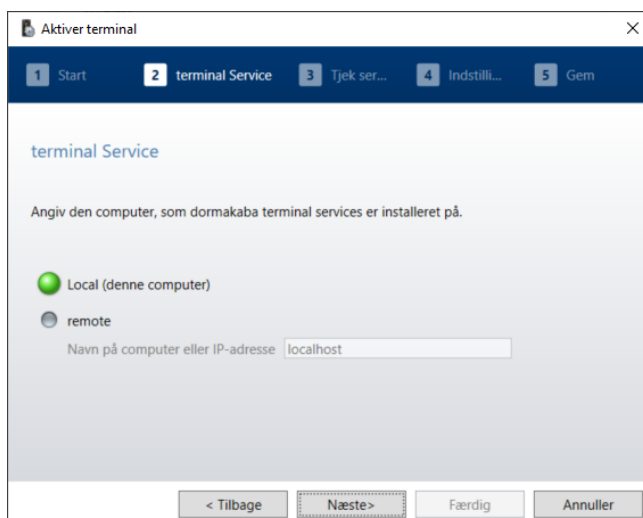 Aktiver terminal
1 Start 2 terminal Service 3 Tjek ser... 4 Indstilli... 5 Gem
terminal Service
Angiv den computer, som dormakaba terminal services er installeret på.
Local (denne computer)
remote
Navn på computer eller IP-adresse localhost
< Tilbage Næste> Færdig Annuller